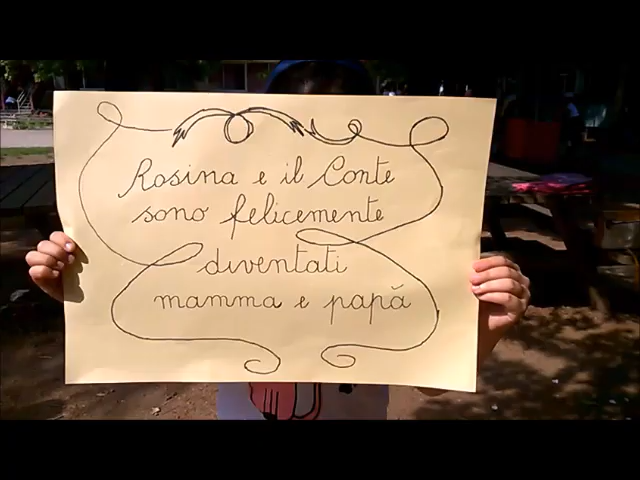 Rosina e il Conte
sono felicemente
diventati
mamma e papà